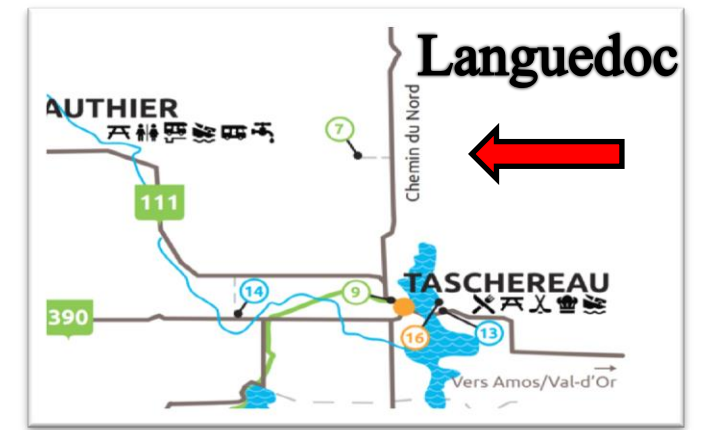 Languedoc
AUTHIER
Chemin du Nord
7
111
TASCHEREAU
14
9
390
16
13
Vers Amos/Val-d'Or